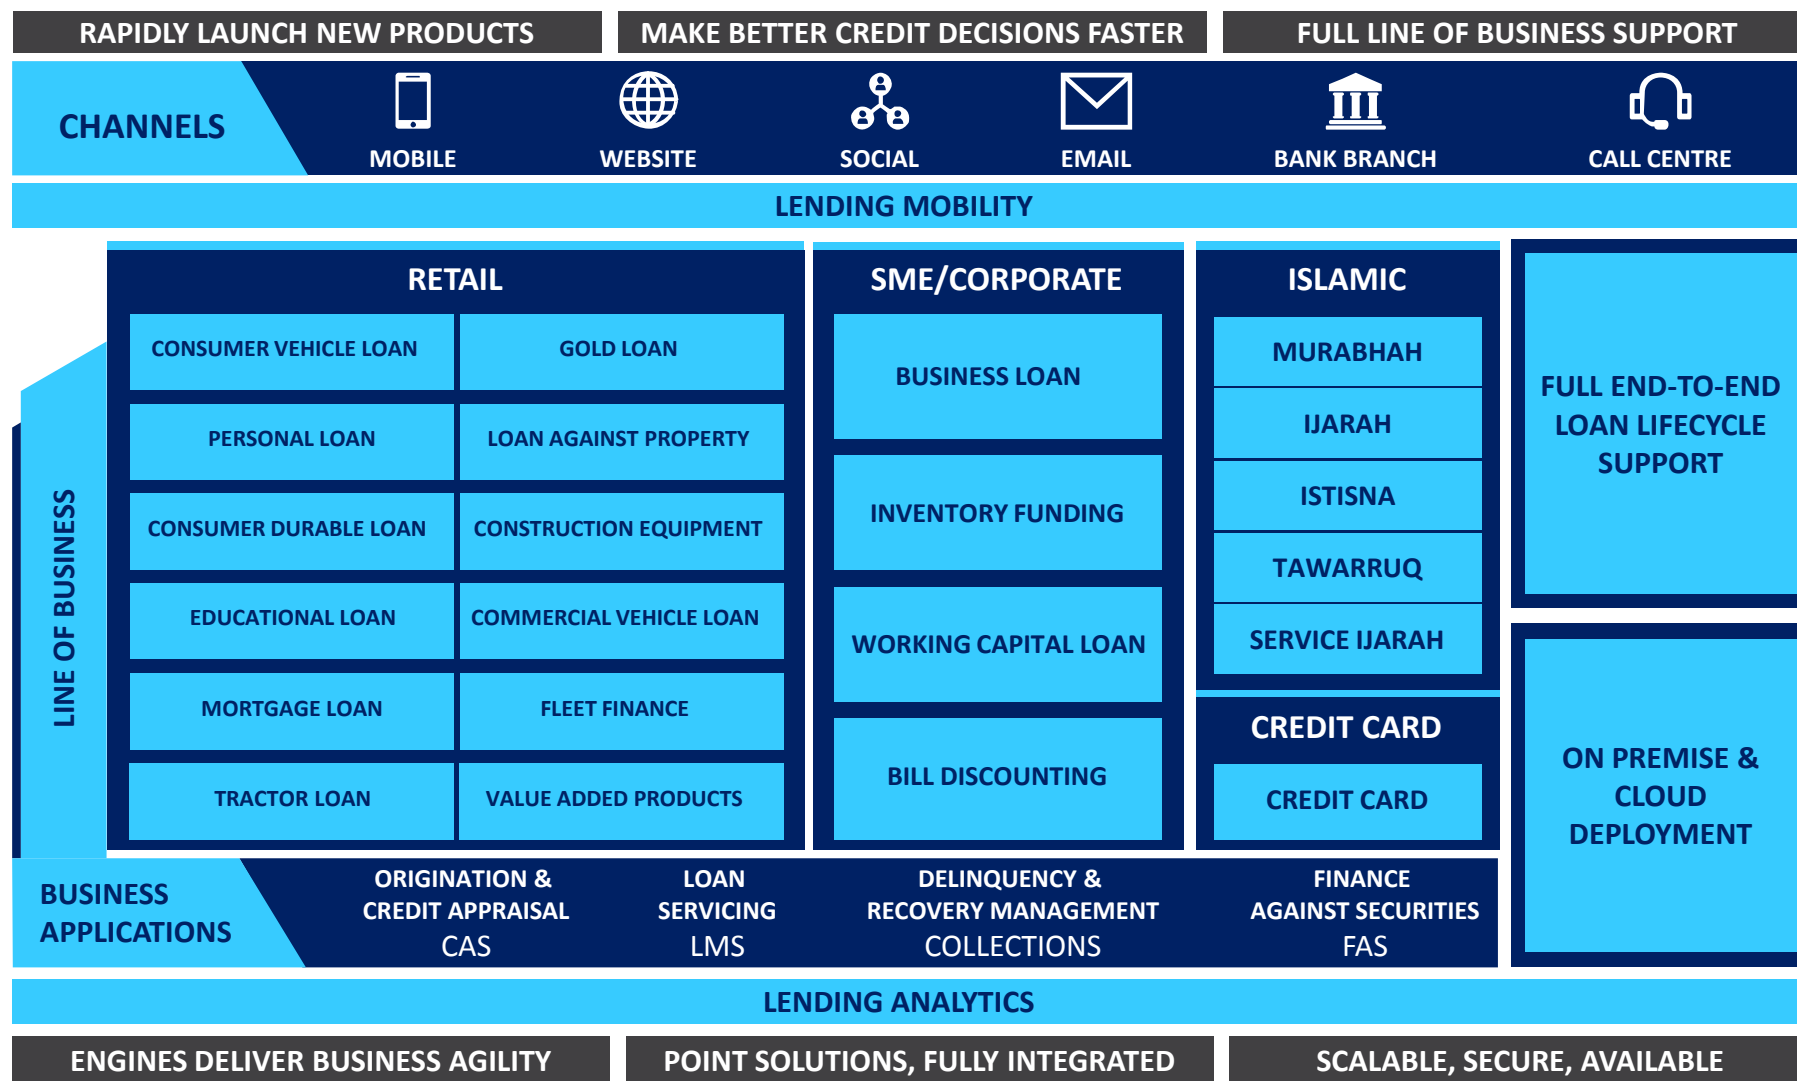 RAPIDLY LAUNCH NEW PRODUCTS
MAKE BETTER CREDIT DECISIONS FASTER
FULL LINE OF BUSINESS SUPPORT
CHANNELS
MOBILE
WEBSITE
SOCIAL
EMAIL
BANK BRANCH
CALL CENTRE
LENDING MOBILITY
LINE OF BUSINESS
RETAIL
CONSUMER VEHICLE LOAN
GOLD LOAN
PERSONAL LOAN
LOAN AGAINST PROPERTY
CONSUMER DURABLE LOAN
CONSTRUCTION EQUIPMENT
EDUCATIONAL LOAN
COMMERCIAL VEHICLE LOAN
MORTGAGE LOAN
FLEET FINANCE
TRACTOR LOAN
VALUE ADDED PRODUCTS
SME/CORPORATE
BUSINESS LOAN
INVENTORY FUNDING
WORKING CAPITAL LOAN
BILL DISCOUNTING
ISLAMIC
MURABHAH
IJARAH
ISTISNA
TAWARRUQ
SERVICE IJARAH
CREDIT CARD
CREDIT CARD
FULL END-TO-END
LOAN LIFECYCLE
SUPPORT
ON PREMISE &
CLOUD
DEPLOYMENT
BUSINESS
APPLICATIONS
ORIGINATION &
CREDIT APPRAISAL
CAS
LOAN
SERVICING
LMS
DELINQUENCY &
RECOVERY MANAGEMENT
COLLECTIONS
FINANCE
AGAINST SECURITIES
FAS
LENDING ANALYTICS
ENGINES DELIVER BUSINESS AGILITY
POINT SOLUTIONS, FULLY INTEGRATED
SCALABLE, SECURE, AVAILABLE